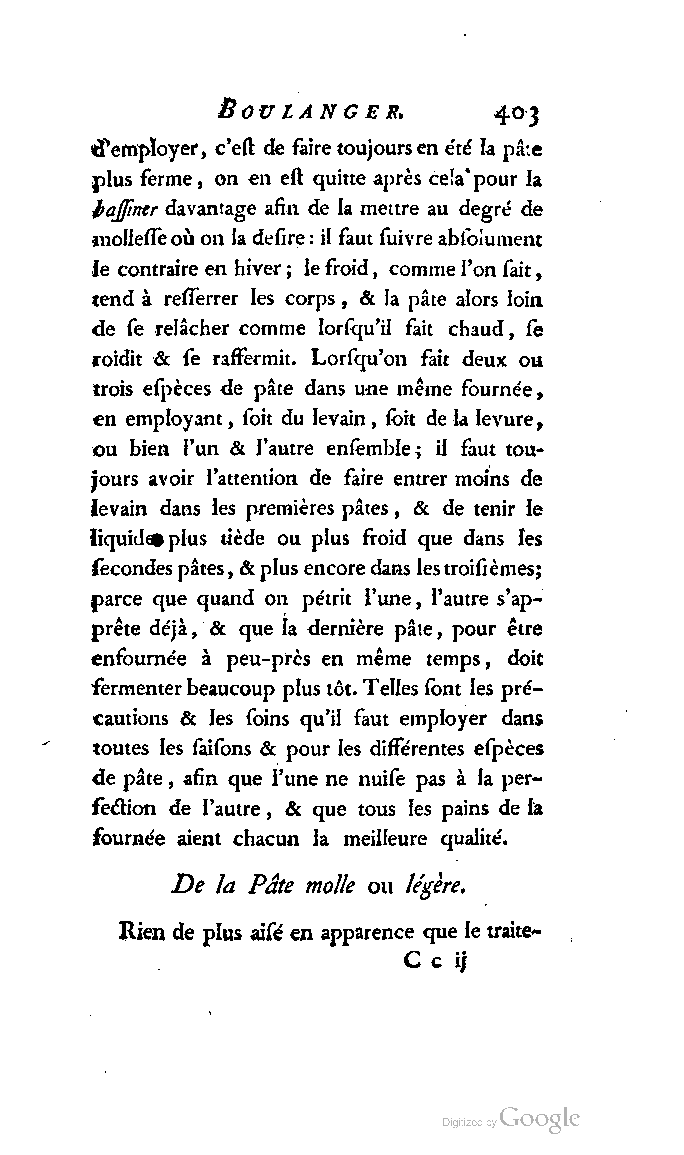 BOULANGER. 403
d'employer, c'eſt de faire toujours en été la pâte
plus ferme, on en eſt quitte après cela pour la
baſſiner davantage afin de la mettre au degré de
molleſſe où on la deſire : il faut ſuivre abſolument
le contraire en hiver ; le froid, comme l'on ſait,
tend à reſſerrer les corps, & la pâte alors loin
de ſe relâcher comme lorſqu'il fait chaud, ſe
roidit & ſe raffermit. Lorſqu'on fait deux ou
trois eſpèces de pâte dans une même fournée,
en employant, ſoit du levain, ſoit de la levure,
ou bien l'un & l'autre enſemble ; il faut tou-
jours avoir l'attention de faire entrer moins de
levain dans les premières pâtes, & de tenir le
liquide plus tiède ou plus froid que dans les
ſecondes pâtes, & plus encore dans les troiſièmes;
parce que quand on pétrit l'une, l'autre s'ap-
prête déjà, & que la dernière pâte, pour être
enfournée à peu-près en même temps, doit
fermenter beaucoup plus tôt. Telles ſont les pré-
cautions & les ſoins qu'il faut employer dans
toutes les ſaiſons & pour les différentes eſpèces
de pâte, afin que l'une ne nuiſe pas à la per-
fection de l'autre, & que tous les pains de la
fournée aient chacun la meilleure qualité.
De la Pâte molle ou légère.
Rien de plus aiſé en apparence que le traite-
C c ij
Digitized by Google